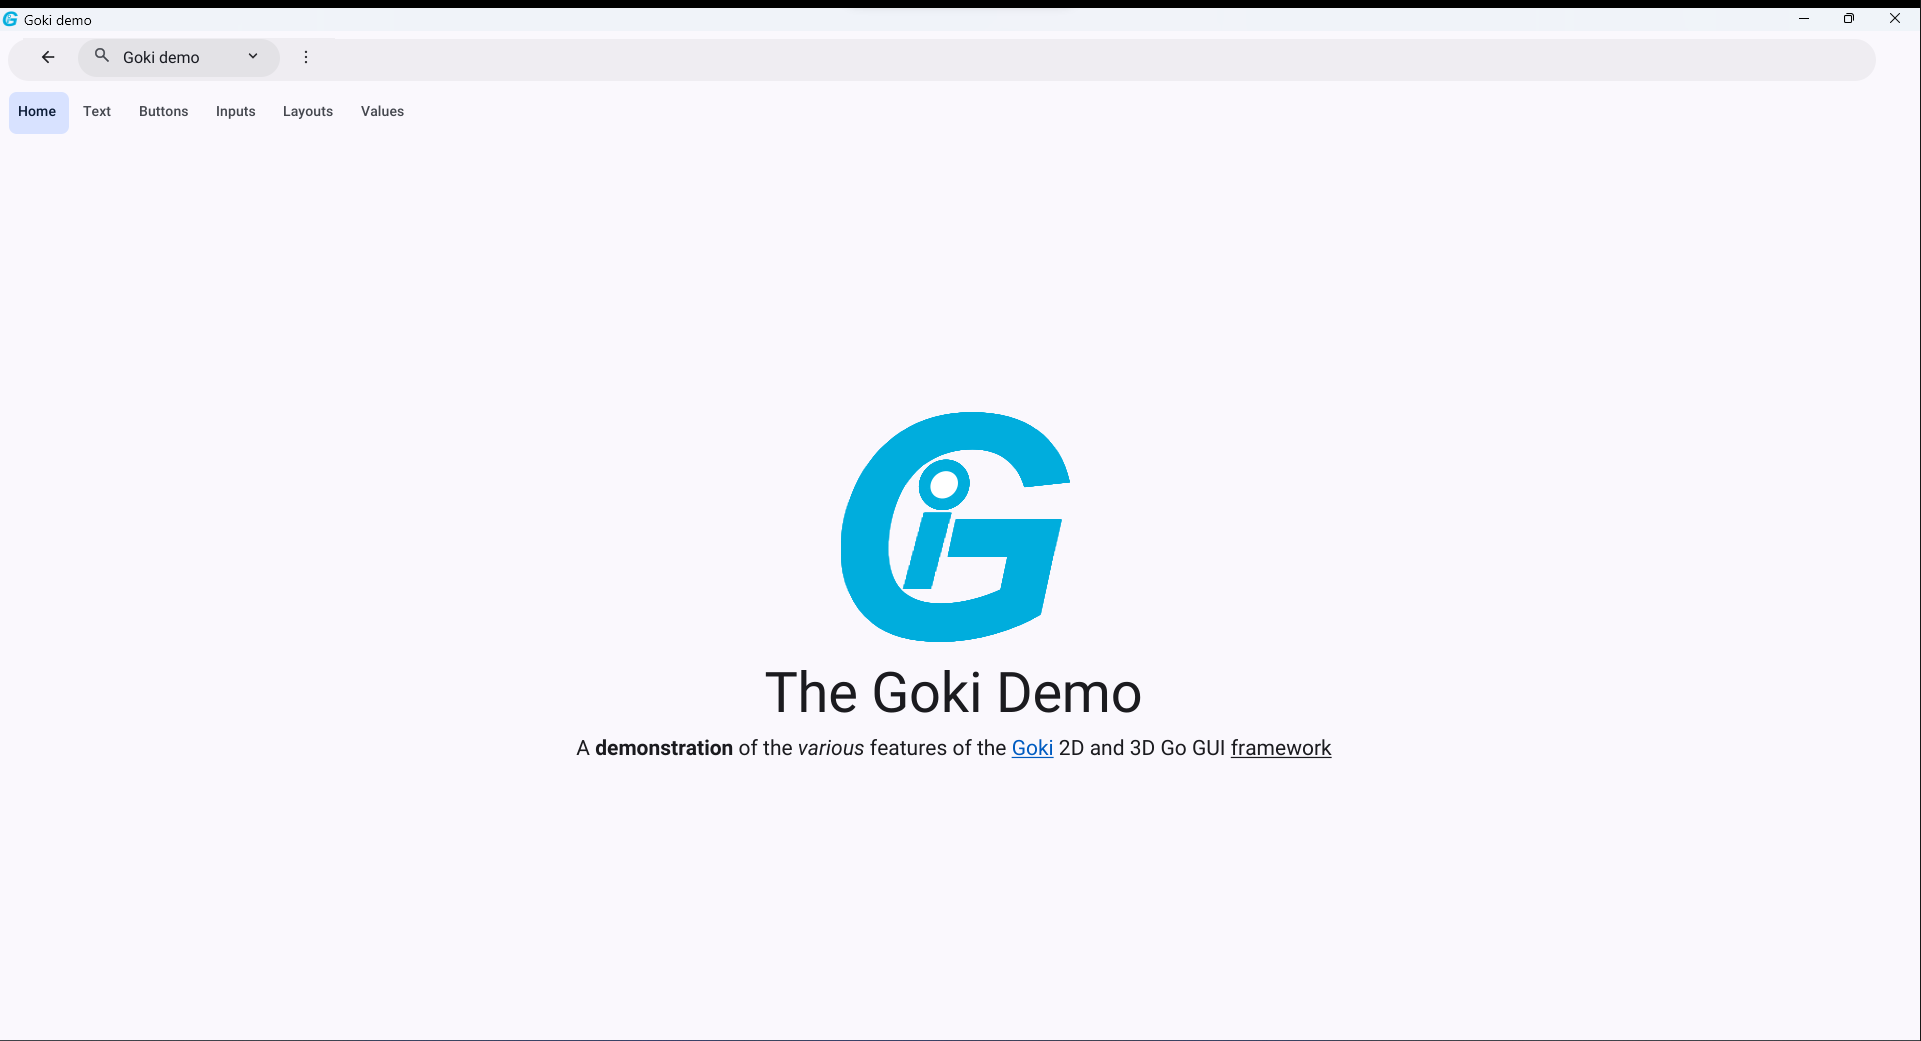 Goki demo
Goki demo
Home Text Buttons Inputs Layouts Values
The Goki Demo
A demonstration of the various features of the Goki 2D and 3D Go GUI framework